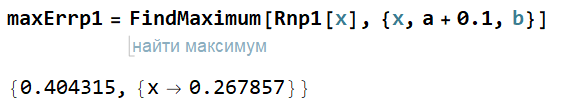 maxErrp1 = FindMaximum[Rnp1[x], {x, a + 0.1, b}]
найти максимум
{0.404315, {x → 0.267857}}